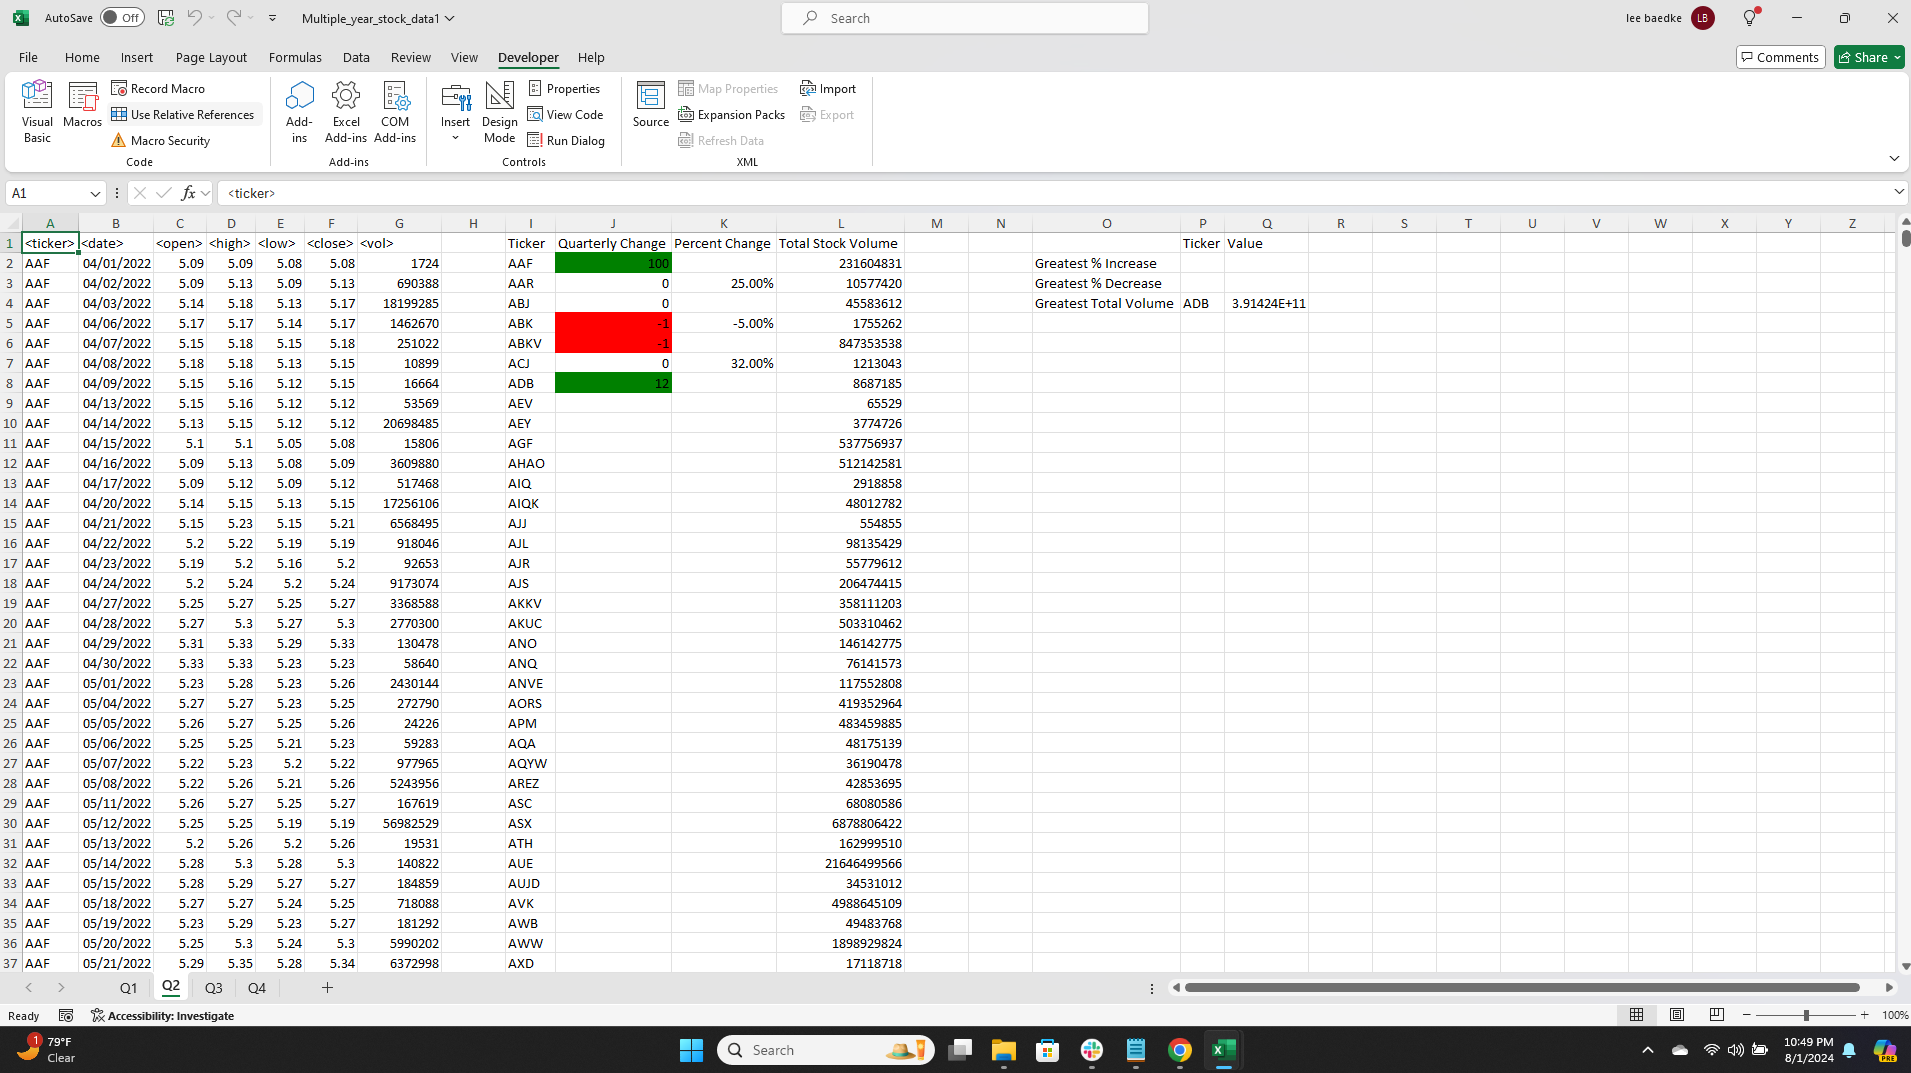 AutoSave Off Multiple_year_stock_data1 Search lee baedke LB
File Home Insert Page Layout Formulas Data Review View Developer Help Comments Share
Visual Basic Macros Record Macro Use Relative References Macro Security Code
Add-ins Excel Add-ins COM Add-ins Add-ins
Insert Design Mode Properties View Code Run Dialog Controls
Source Map Properties Expansion Packs Refresh Data Import Export XML
A1 fx <ticker>
A B C D E F G H I J K L M N O P Q R S T U V W X Y Z
1 <ticker> <date> <open> <high> <low> <close> <vol> Ticker Quarterly Change Percent Change Total Stock Volume Ticker Value
2 AAF 04/01/2022 5.09 5.09 5.08 5.08 1724 AAF 100 231604831 Greatest % Increase
3 AAF 04/02/2022 5.09 5.13 5.09 5.13 690388 AAR 0 25.00% 10577420 Greatest % Decrease
4 AAF 04/03/2022 5.14 5.18 5.13 5.17 18199285 ABJ 0 45583612 Greatest Total Volume ADB 3.91424E+11
5 AAF 04/06/2022 5.17 5.17 5.14 5.17 1462670 ABK -1 -5.00% 1755262
6 AAF 04/07/2022 5.15 5.18 5.15 5.18 251022 ABKV -1 847353538
7 AAF 04/08/2022 5.18 5.18 5.13 5.15 10899 ACJ 0 32.00% 1213043
8 AAF 04/09/2022 5.15 5.16 5.12 5.15 16664 ADB 12 8687185
9 AAF 04/13/2022 5.15 5.16 5.12 5.12 53569 AEV 65529
10 AAF 04/14/2022 5.13 5.15 5.12 5.12 20698485 AEY 3774726
11 AAF 04/15/2022 5.1 5.1 5.05 5.08 15806 AGF 537756937
12 AAF 04/16/2022 5.09 5.13 5.08 5.09 3609880 AHAO 512142581
13 AAF 04/17/2022 5.09 5.12 5.09 5.12 517468 AIQ 2918858
14 AAF 04/20/2022 5.14 5.15 5.13 5.15 17256106 AIQK 48012782
15 AAF 04/21/2022 5.15 5.23 5.15 5.21 6568495 AJJ 554855
16 AAF 04/22/2022 5.2 5.22 5.19 5.19 918046 AJL 98135429
17 AAF 04/23/2022 5.19 5.2 5.16 5.2 92653 AJR 55779612
18 AAF 04/24/2022 5.2 5.24 5.2 5.24 9173074 AJS 206474415
19 AAF 04/27/2022 5.25 5.27 5.25 5.27 3368588 AKKV 358111203
20 AAF 04/28/2022 5.27 5.3 5.27 5.3 2770300 AKUC 503310462
21 AAF 04/29/2022 5.31 5.33 5.29 5.33 130478 ANO 146142775
22 AAF 04/30/2022 5.33 5.33 5.23 5.23 58640 ANQ 76141573
23 AAF 05/01/2022 5.23 5.28 5.23 5.26 2430144 ANVE 117552808
24 AAF 05/04/2022 5.27 5.27 5.23 5.25 272790 AORS 419352964
25 AAF 05/05/2022 5.26 5.27 5.25 5.26 24226 APM 483459885
26 AAF 05/06/2022 5.25 5.25 5.21 5.23 59283 AQA 48175139
27 AAF 05/07/2022 5.22 5.23 5.2 5.22 977965 AQYW 36190478
28 AAF 05/08/2022 5.22 5.26 5.21 5.26 5243956 AREZ 42853695
29 AAF 05/11/2022 5.26 5.27 5.25 5.27 167619 ASC 68080586
30 AAF 05/12/2022 5.25 5.25 5.19 5.19 56982529 ASX 6878806422
31 AAF 05/13/2022 5.2 5.26 5.2 5.26 19531 ATH 162999510
32 AAF 05/14/2022 5.28 5.3 5.28 5.3 140822 AUE 21646499566
33 AAF 05/15/2022 5.28 5.29 5.27 5.27 184859 AUJD 34531012
34 AAF 05/18/2022 5.27 5.27 5.24 5.25 718088 AVK 4988645109
35 AAF 05/19/2022 5.23 5.29 5.23 5.27 181292 AWB 49483768
36 AAF 05/20/2022 5.25 5.3 5.24 5.3 5990202 AWW 1898929824
37 AAF 05/21/2022 5.29 5.35 5.28 5.34 6372998 AXD 17118718
Q1 Q2 Q3 Q4
Ready Accessibility: Investigate 100%
1 79°F Clear Search PRE 10:49 PM
8/1/2024